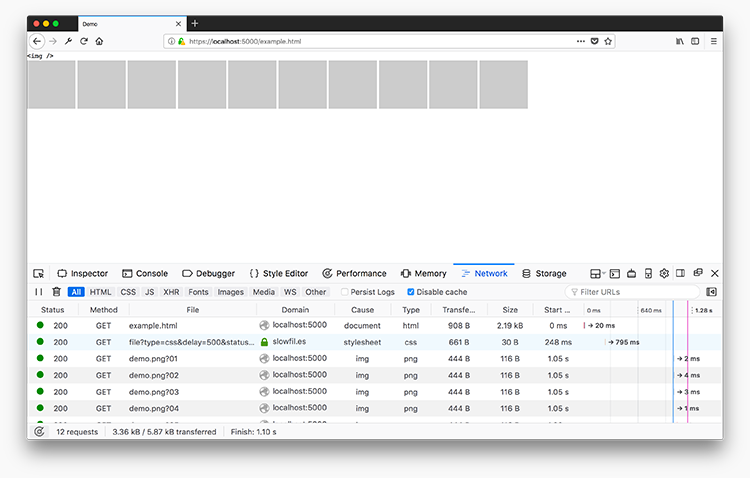 Demo
https://localhost:5000/example.html
<img />
Inspector Console Debugger { } Style Editor Performance Memory Network Storage
All HTML CSS JS XHR Fonts Images Media WS Other Persist Logs Disable cache Filter URLs
Status Method File Domain Cause Type Transfe... Size Start ... 0 ms 640 ms 1.28 s
200 GET example.html localhost:5000 document html 908 B 2.19 kB 0 ms → 20 ms
200 GET file?type=css&delay=500&status... slowfil.es stylesheet css 661 B 30 B 248 ms → 795 ms
200 GET demo.png?01 localhost:5000 img png 444 B 116 B 1.05 s → 2 ms
200 GET demo.png?02 localhost:5000 img png 444 B 116 B 1.05 s → 4 ms
200 GET demo.png?03 localhost:5000 img png 444 B 116 B 1.05 s → 3 ms
200 GET demo.png?04 localhost:5000 img png 444 B 116 B 1.05 s → 1 ms
12 requests 3.36 kB / 5.87 kB transferred Finish: 1.10 s